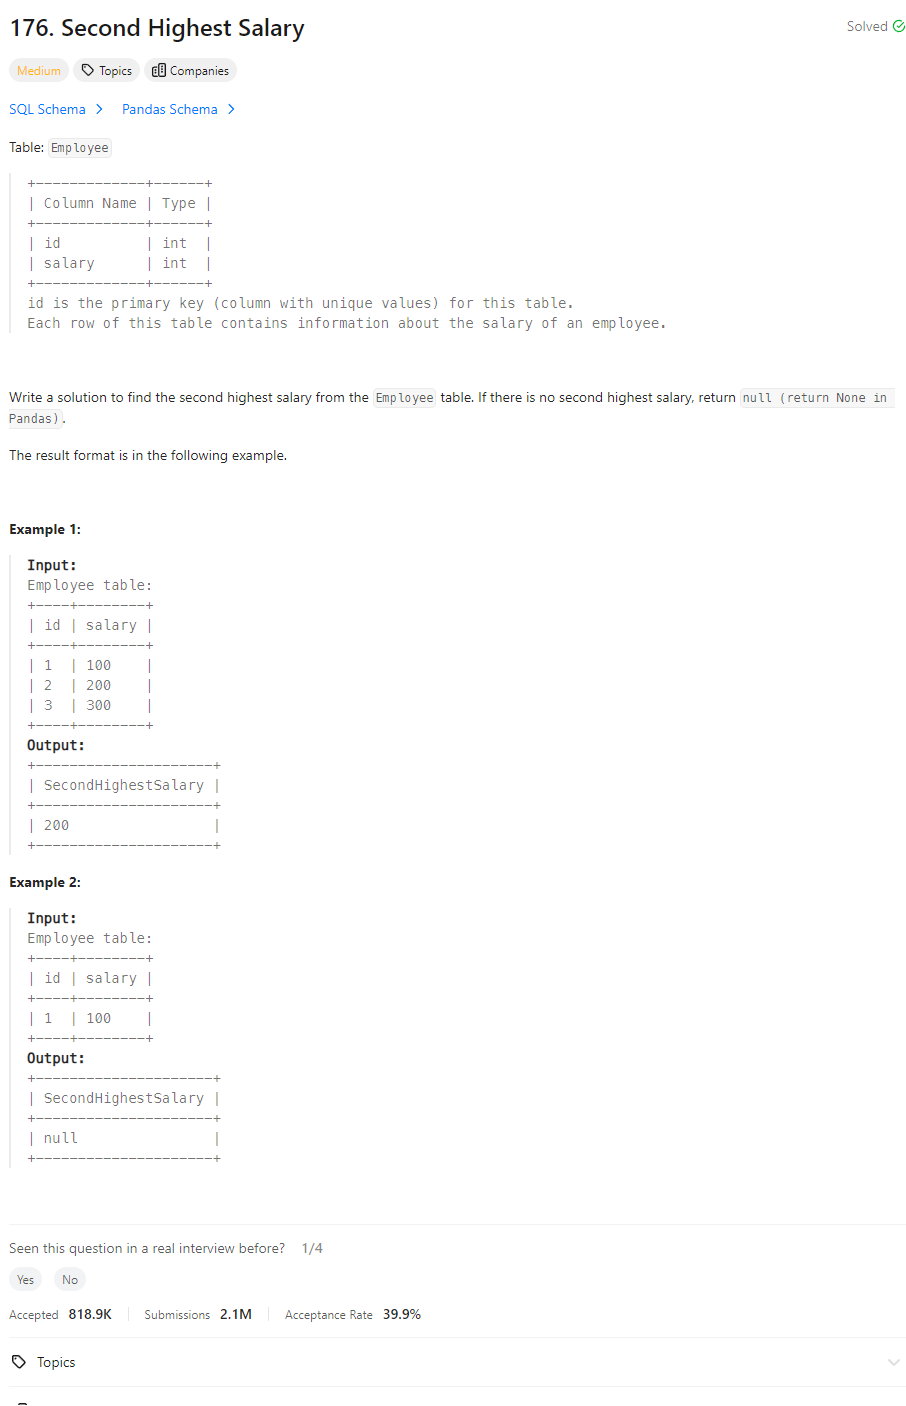 176. Second Highest Salary
Solved
Medium Topics Companies
SQL Schema Pandas Schema
Table: Employee
+-------------+------+
| Column Name | Type |
+-------------+------+
| id          | int  |
| salary      | int  |
+-------------+------+
id is the primary key (column with unique values) for this table.
Each row of this table contains information about the salary of an employee.
Write a solution to find the second highest salary from the Employee table. If there is no second highest salary, return null (return None in
Pandas).
The result format is in the following example.
Example 1:
Input:
Employee table:
+----+--------+
| id | salary |
+----+--------+
| 1  | 100    |
| 2  | 200    |
| 3  | 300    |
+----+--------+
Output:
+---------------------+
| SecondHighestSalary |
+---------------------+
| 200                 |
+---------------------+
Example 2:
Input:
Employee table:
+----+--------+
| id | salary |
+----+--------+
| 1  | 100    |
+----+--------+
Output:
+---------------------+
| SecondHighestSalary |
+---------------------+
| null                |
+---------------------+
Seen this question in a real interview before? 1/4
Yes No
Accepted 818.9K Submissions 2.1M Acceptance Rate 39.9%
Topics